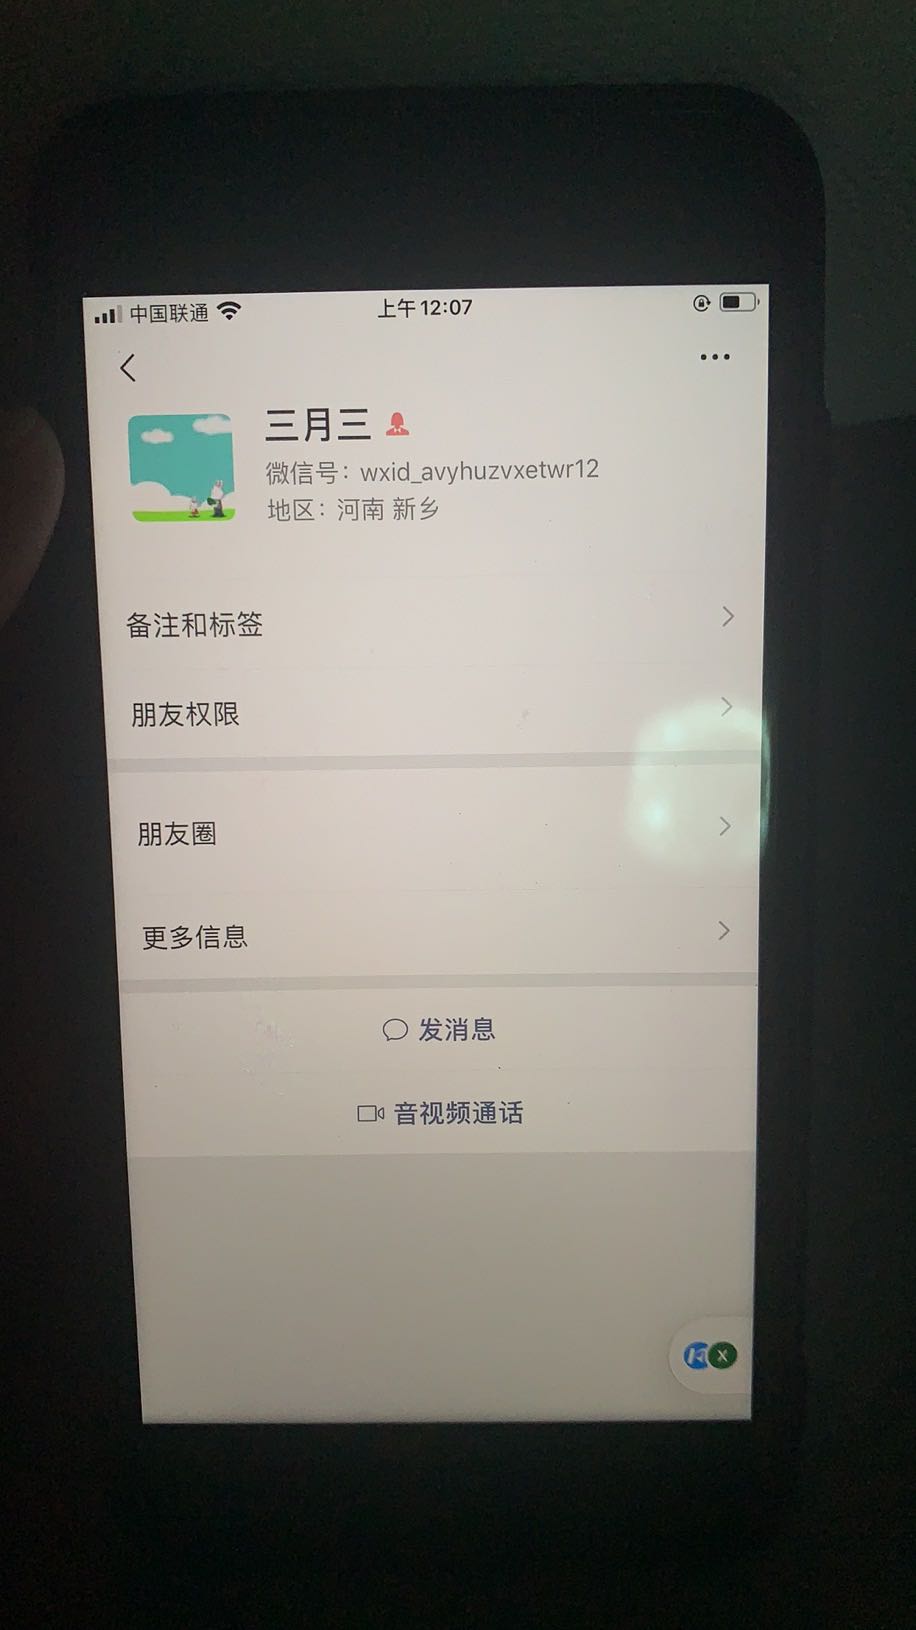 中国联通 上午12:07
三月三
微信号：wxid_avyhuzvxetwr12
地区：河南 新乡
备注和标签
朋友权限
朋友圈
更多信息
发消息
音视频通话